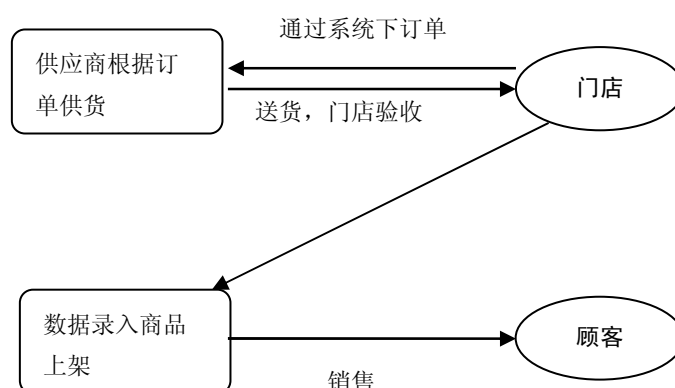 通过系统下订单
供应商根据订
单供货
门店
送货，门店验收
数据录入商品
上架
顾客
销售